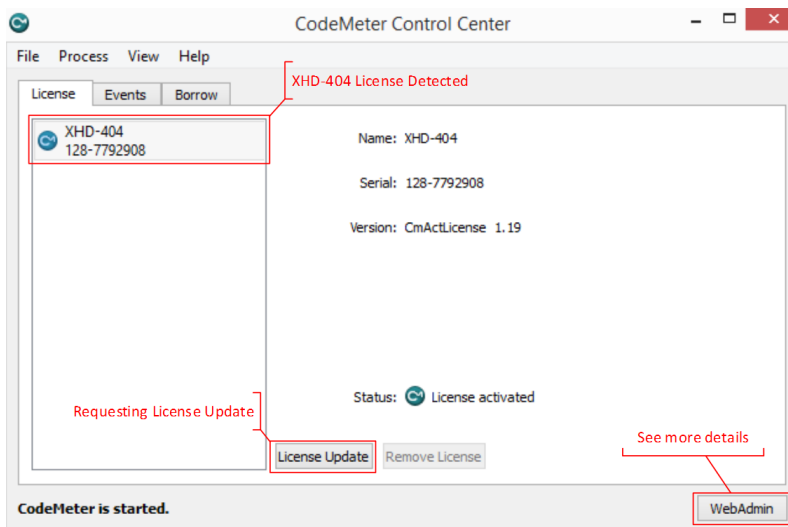 CodeMeter Control Center
File Process View Help
XHD-404 License Detected
License Events Borrow
XHD-404
128-7792908
Name: XHD-404
Serial: 128-7792908
Version: CmActLicense 1.19
Status: License activated
Requesting License Update
See more details
License Update Remove License
CodeMeter is started.
WebAdmin